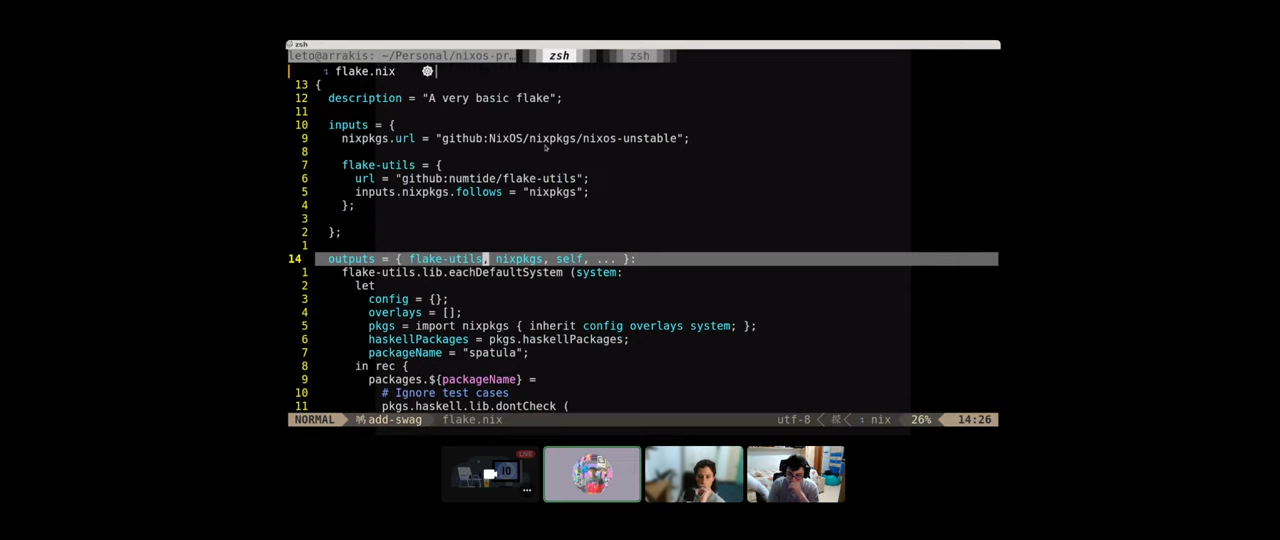 zsh
leto@arrakis: ~/Personal/nixos-pr… zsh zsh
flake.nix
13 {
12 description = "A very basic flake";
11
10 inputs = {
9 nixpkgs.url = "github:NixOS/nixpkgs/nixos-unstable";
8
7 flake-utils = {
6 url = "github:numtide/flake-utils";
5 inputs.nixpkgs.follows = "nixpkgs";
4 };
3
2 };
1
14 outputs = { flake-utils, nixpkgs, self, ... }:
1 flake-utils.lib.eachDefaultSystem (system:
2 let
3 config = {};
4 overlays = [];
5 pkgs = import nixpkgs { inherit config overlays system; };
6 haskellPackages = pkgs.haskellPackages;
7 packageName = "spatula";
8 in rec {
9 packages.${packageName} =
10 # Ignore test cases
11 pkgs.haskell.lib.dontCheck (
NORMAL add-swag flake.nix utf-8 nix 26% 14:26
LIVE
10